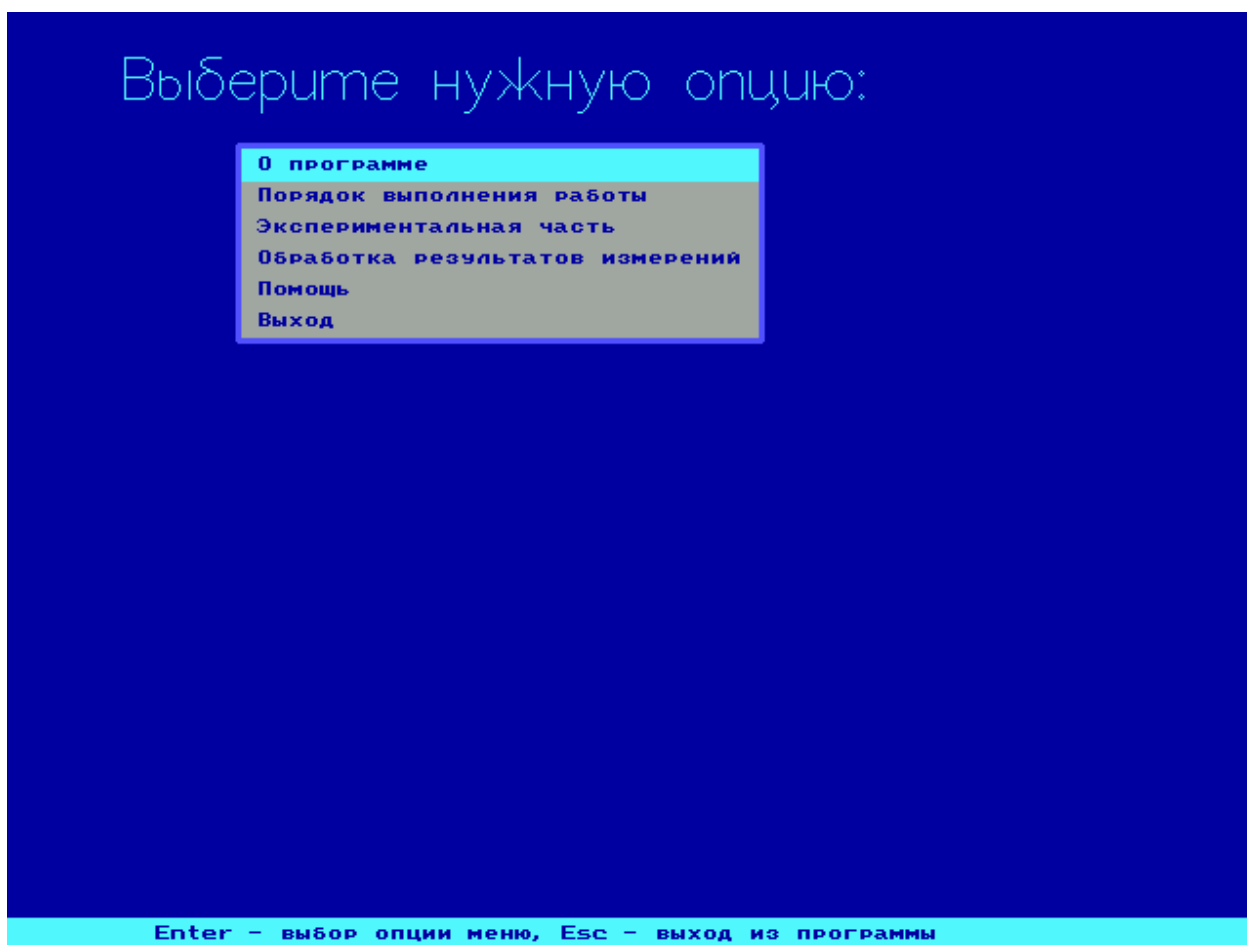 Выберите нужную опцию:
О программе
Порядок выполнения работы
Экспериментальная часть
Обработка результатов измерений
Помощь
Выход
Enter - выбор опции меню, Esc - выход из программы